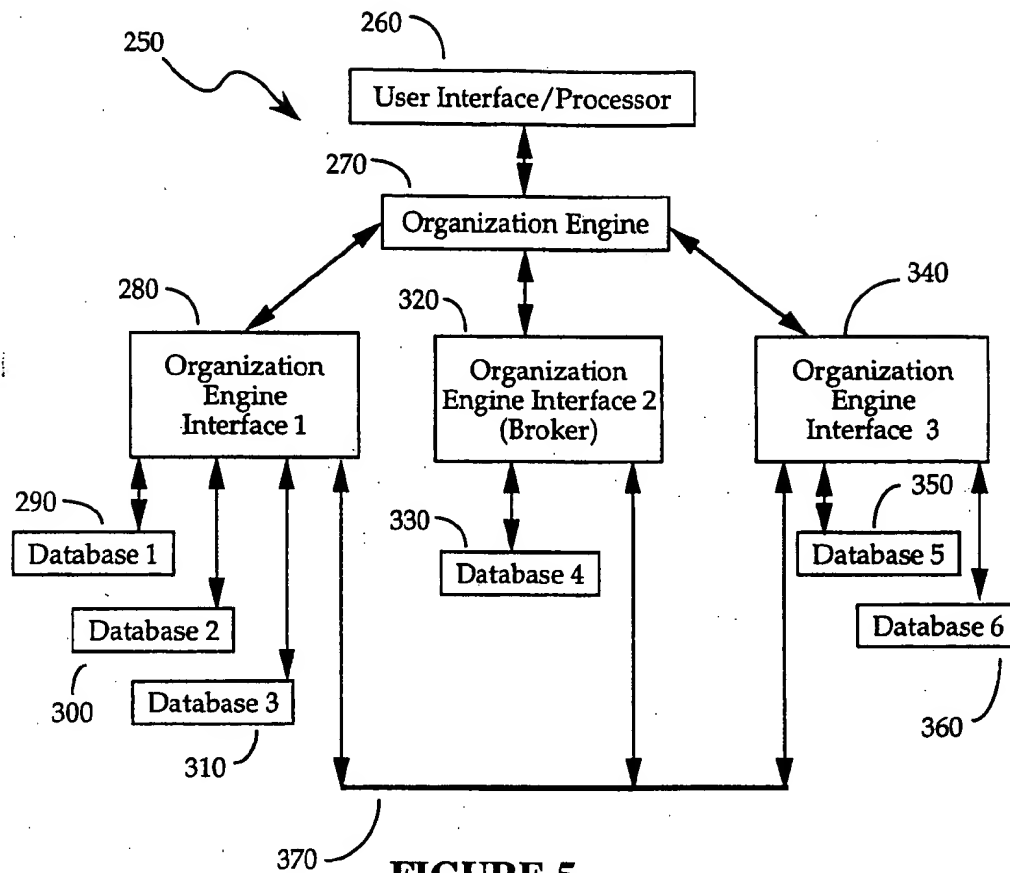 260
250
User Interface/Processor
270
Organization Engine
280
320
340
Organization
Engine
Interface 1
Organization
Engine Interface 2
(Broker)
Organization
Engine
Interface 3
290
Database 1
330
Database 4
350
Database 5
Database 2
300
Database 6
360
Database 3
310
370
FIGURE 5